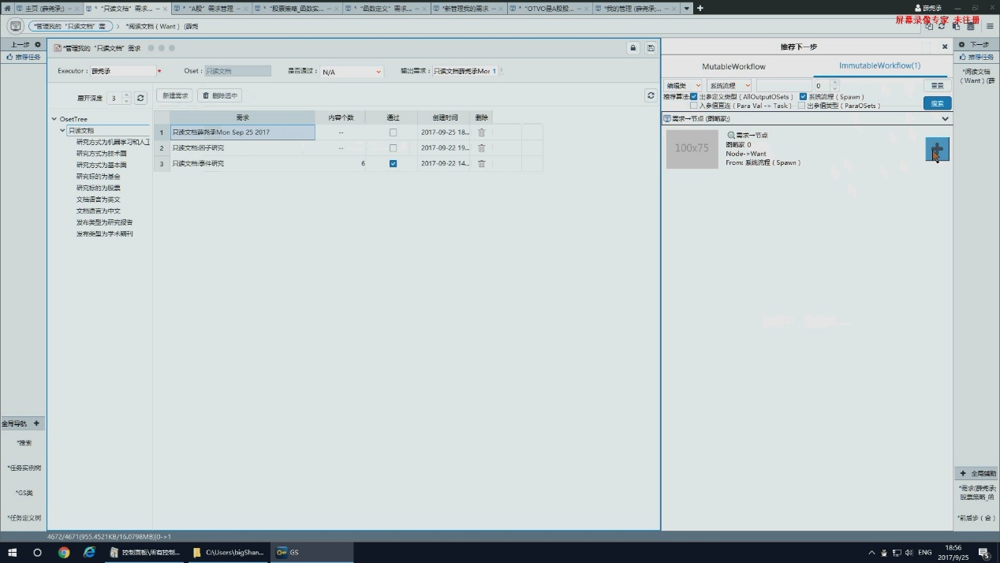 主页 (薛尧承;)
* "只读文档" 需求...
* "A股" 需求管理
* "股票策略_函数实...
* "函数定义" 需求...
*新管理我的需求
* "OTVO是A股股...
*我的管理 (薛尧承;...
薛尧承
屏幕录像专家 未注册
*管理我的 "只读文档" 需
*阅读文档 ( Want ) (薛尧
上一步
推荐任务
*管理我的 "只读文档" 需求
Executor : 薛尧承 *
Oset : 只读文档
是否通过 : N/A
输出需求 : 只读文档薛尧承Mor 1
展开深度 3
新建需求
删除选中
OsetTree
只读文档
研究方式为机器学习和人工
研究方式为技术面
研究方式为基本面
研究标的为基金
研究标的为股票
文档语言为英文
文档语言为中文
发布类型为研究报告
发布类型为学术期刊
需求 内容个数 通过 创建时间 删除
1 只读文档薛尧承Mon Sep 25 2017 -- 2017-09-25 18...
2 只读文档:因子研究 -- 2017-09-22 19...
3 只读文档:事件研究 6 2017-09-22 14...
推荐下一步
MutableWorkflow
ImmutableWorkflow(1)
编辑类
系统流程
0
重置
推荐算法
出参定义类型 ( AllOutputOSets )
系统流程 ( Spawn )
入参值直连 ( Para Val -> Task )
出参值类型 ( ParaOSets )
搜索
需求→节点 (图略家;)
100x75
需求→节点
图略家 0
Node->Want
From: 系统流程 ( Spawn )
下一步
推荐任务
*阅读文档
( Want ) (薛
全局导航
*搜索
*任务实例树
*GS类
*任务定义树
全局辅助
*需求(薛尧承;
股票策略_函
*前后步 ( 合 )
4672/4671(955.4521KB/16.0798MB)|0->1
控制面板\所有控制...
C:\Users\bigShan...
GS
ENG
18:56
2017/9/25
5